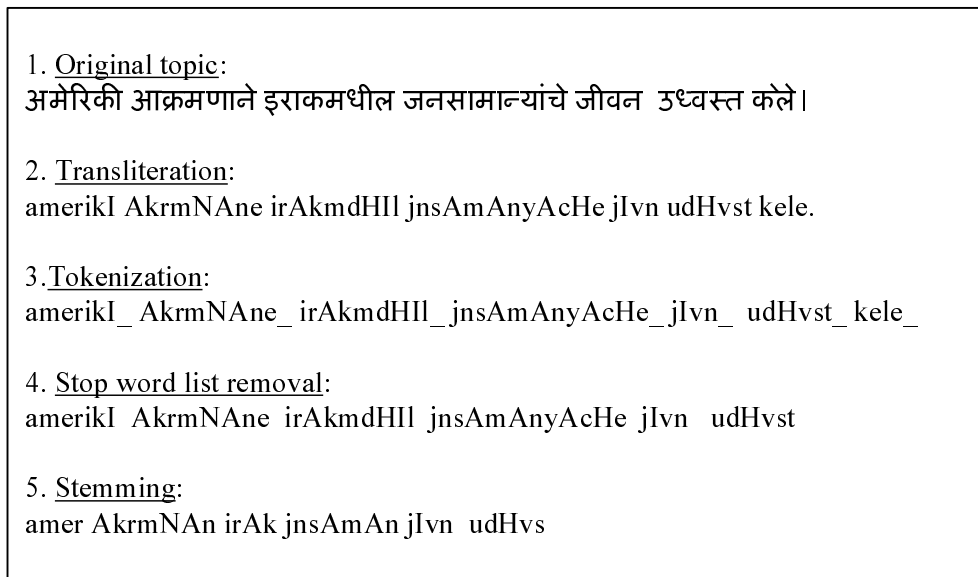 1. Original topic:
अमेरिकी आक्रमणाने इराकमधील जनसामान्यांचे जीवन उध्वस्त केले।
2. Transliteration:
amerikI AkrmNAne irAkmdHIl jnsAmAnyAcHe jIvn udHvst kele.
3.Tokenization:
amerikI_ AkrmNAne_ irAkmdHIl_ jnsAmAnyAcHe_ jIvn_ udHvst_ kele_
4. Stop word list removal:
amerikI AkrmNAne irAkmdHIl jnsAmAnyAcHe jIvn udHvst
5. Stemming:
amer AkrmNAn irAk jnsAmAn jIvn udHvs